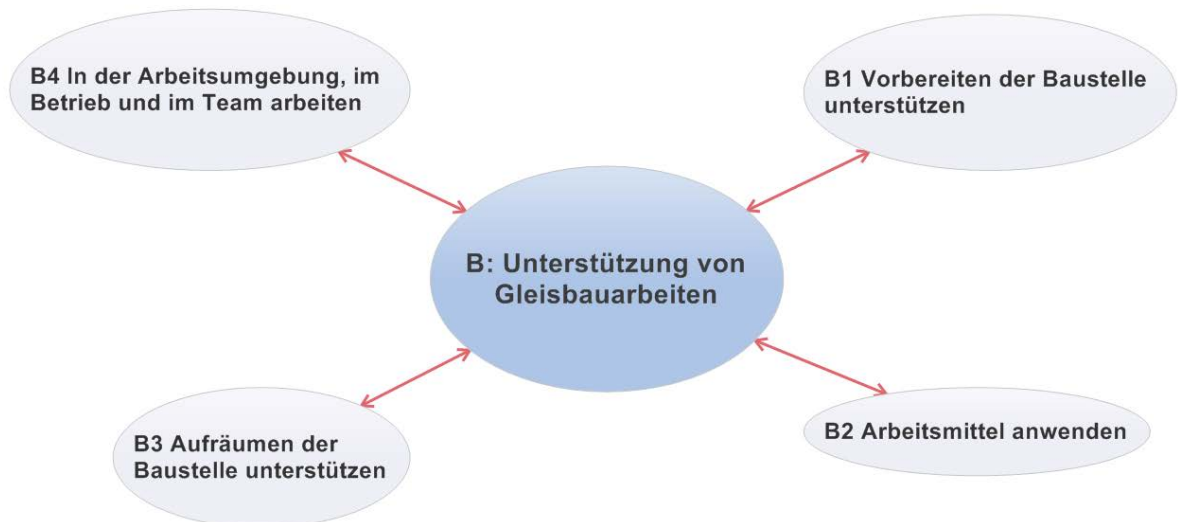 B4 In der Arbeitsumgebung, im
Betrieb und im Team arbeiten
B1 Vorbereiten der Baustelle
unterstützen
B: Unterstützung von
Gleisbauarbeiten
B3 Aufräumen der
Baustelle unterstützen
B2 Arbeitsmittel anwenden